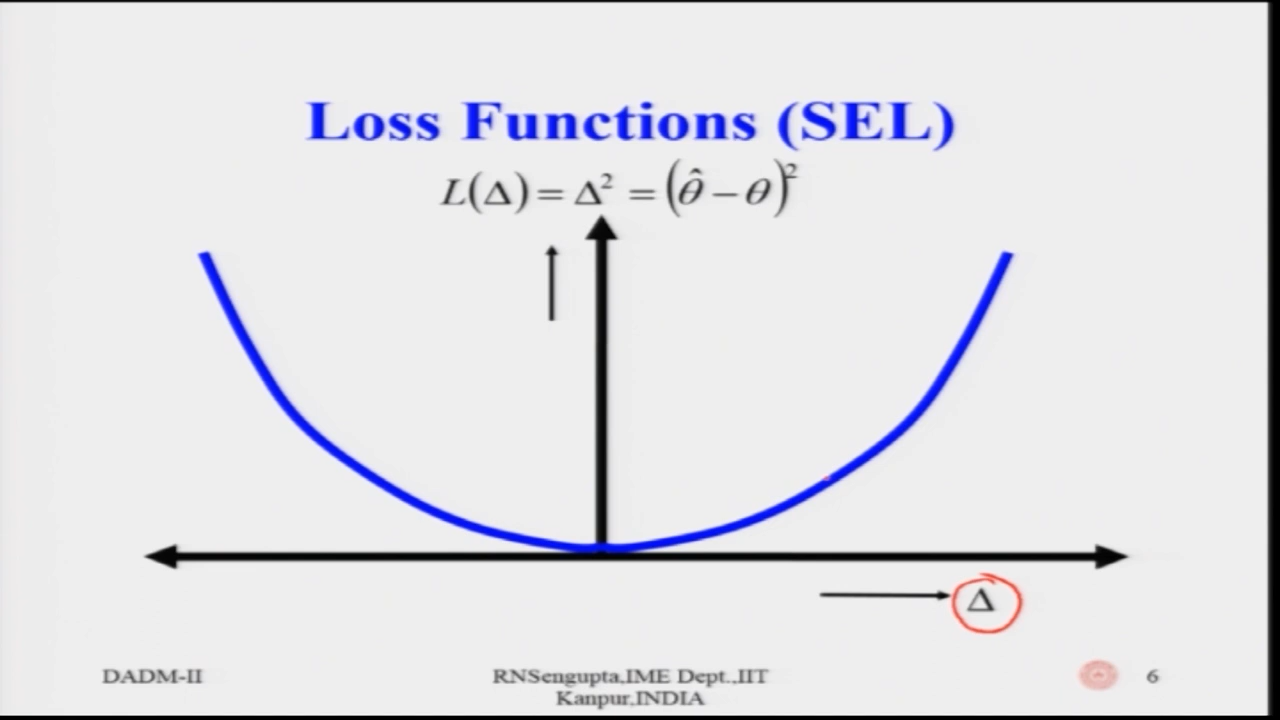 Loss Functions (SEL)
L(Δ) = Δ² = (θ̂ − θ)²
Δ
DADM-II
RNSengupta,IME Dept.,IIT
Kanpur,INDIA
6